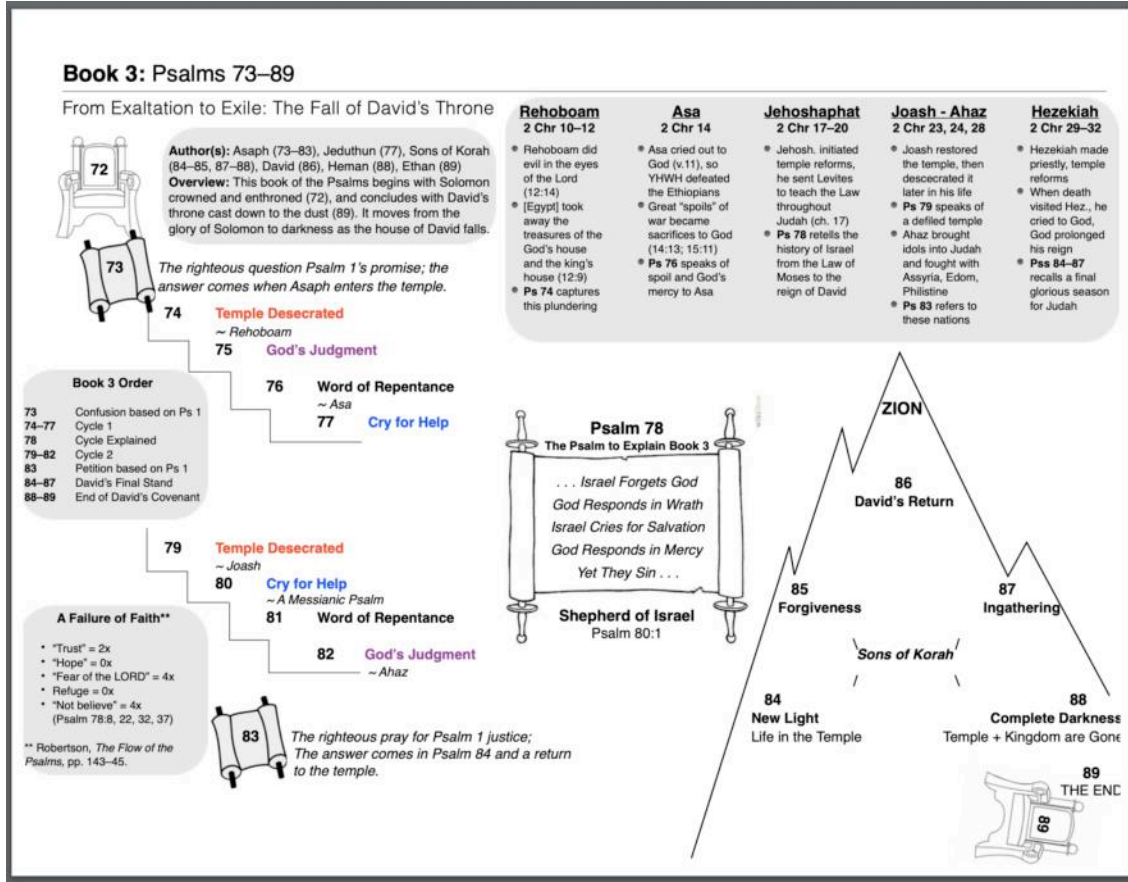 Book 3: Psalms 73–89
From Exaltation to Exile: The Fall of David's Throne
72
Author(s): Asaph (73–83), Jeduthun (77), Sons of Korah
(84–85, 87–88), David (86), Heman (88), Ethan (89)
Overview: This book of the Psalms begins with Solomon
crowned and enthroned (72), and concludes with David's
throne cast down to the dust (89). It moves from the
glory of Solomon to darkness as the house of David falls.
73
The righteous question Psalm 1's promise; the
answer comes when Asaph enters the temple.
Rehoboam
2 Chr 10–12
• Rehoboam did
evil in the eyes
of the Lord
(12:14)
• [Egypt] took
away the
treasures of the
God's house
and the king's
house (12:9)
• Ps 74 captures
this plundering
Asa
2 Chr 14
• Asa cried out to
God (v.11), so
YHWH defeated
the Ethiopians
• Great "spoils" of
war became
sacrifices to God
(14:13; 15:11)
• Ps 76 speaks of
spoil and God's
mercy to Asa
Jehoshaphat
2 Chr 17–20
• Jehosh. initiated
temple reforms,
he sent Levites
to teach the Law
throughout
Judah (ch. 17)
• Ps 78 retells the
history of Israel
from the Law of
Moses to the
reign of David
Joash - Ahaz
2 Chr 23, 24, 28
• Joash restored
the temple, then
descecrated it
later in his life
• Ps 79 speaks of
a defiled temple
• Ahaz brought
idols into Judah
and fought with
Assyria, Edom,
Philistine
• Ps 83 refers to
these nations
Hezekiah
2 Chr 29–32
• Hezekiah made
priestly, temple
reforms
• When death
visited Hez., he
cried to God,
God prolonged
his reign
• Pss 84–87
recalls a final
glorious season
for Judah
74 Temple Desecrated
~ Rehoboam
75 God's Judgment
76 Word of Repentance
~ Asa
77 Cry for Help
Book 3 Order
73 Confusion based on Ps 1
74–77 Cycle 1
78 Cycle Explained
79–82 Cycle 2
83 Petition based on Ps 1
84–87 David's Final Stand
88–89 End of David's Covenant
79 Temple Desecrated
~ Joash
80 Cry for Help
~ A Messianic Psalm
81 Word of Repentance
82 God's Judgment
~ Ahaz
A Failure of Faith**
• "Trust" = 2x
• "Hope" = 0x
• "Fear of the LORD" = 4x
• Refuge = 0x
• "Not believe" = 4x
(Psalm 78:8, 22, 32, 37)
** Robertson, The Flow of the
Psalms, pp. 143–45.
83
The righteous pray for Psalm 1 justice;
The answer comes in Psalm 84 and a return
to the temple.
Psalm 78
The Psalm to Explain Book 3
. . . Israel Forgets God
God Responds in Wrath
Israel Cries for Salvation
God Responds in Mercy
Yet They Sin . . .
Shepherd of Israel
Psalm 80:1
ZION
86
David's Return
85
Forgiveness
87
Ingathering
Sons of Korah
84
New Light
Life in the Temple
88
Complete Darkness
Temple + Kingdom are Gone
89
THE END
89